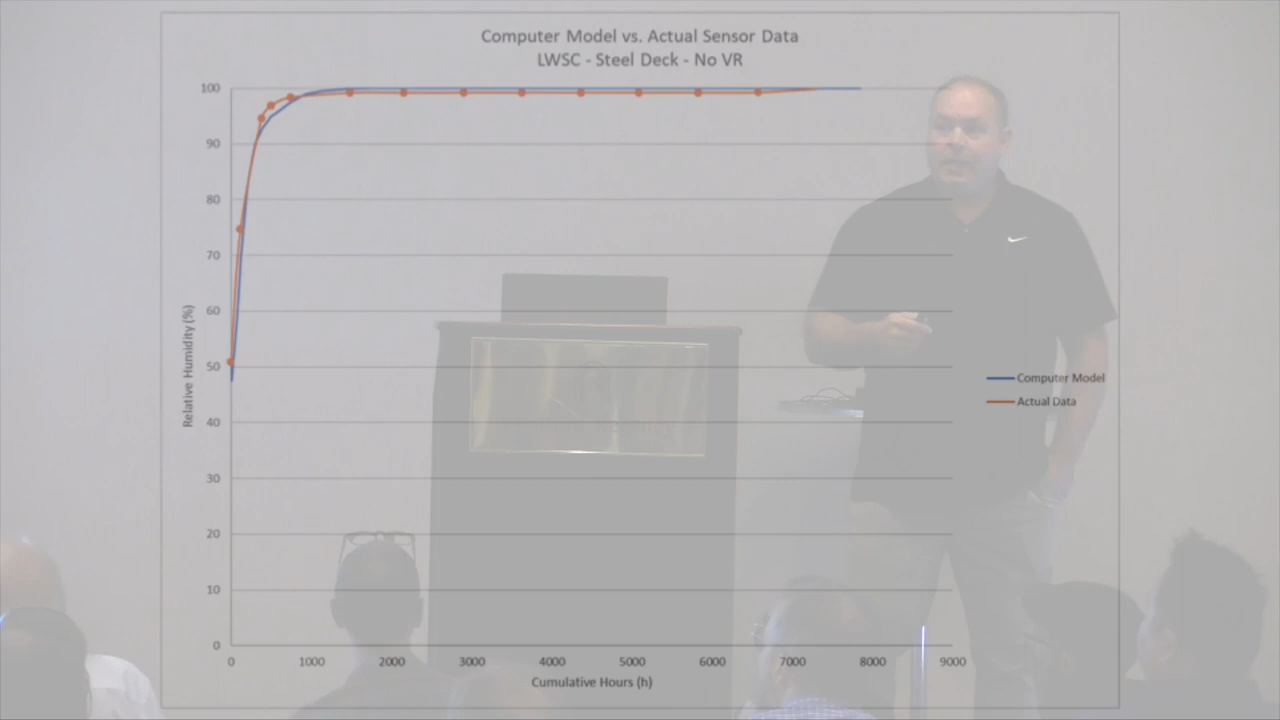 Computer Model vs. Actual Sensor Data
LWSC - Steel Deck - No VR
100
90
80
70
60
50
40
30
20
10
0
Relative Humidity (%)
Computer Model
Actual Data
0 1000 2000 3000 4000 5000 6000 7000 8000 9000
Cumulative Hours (h)